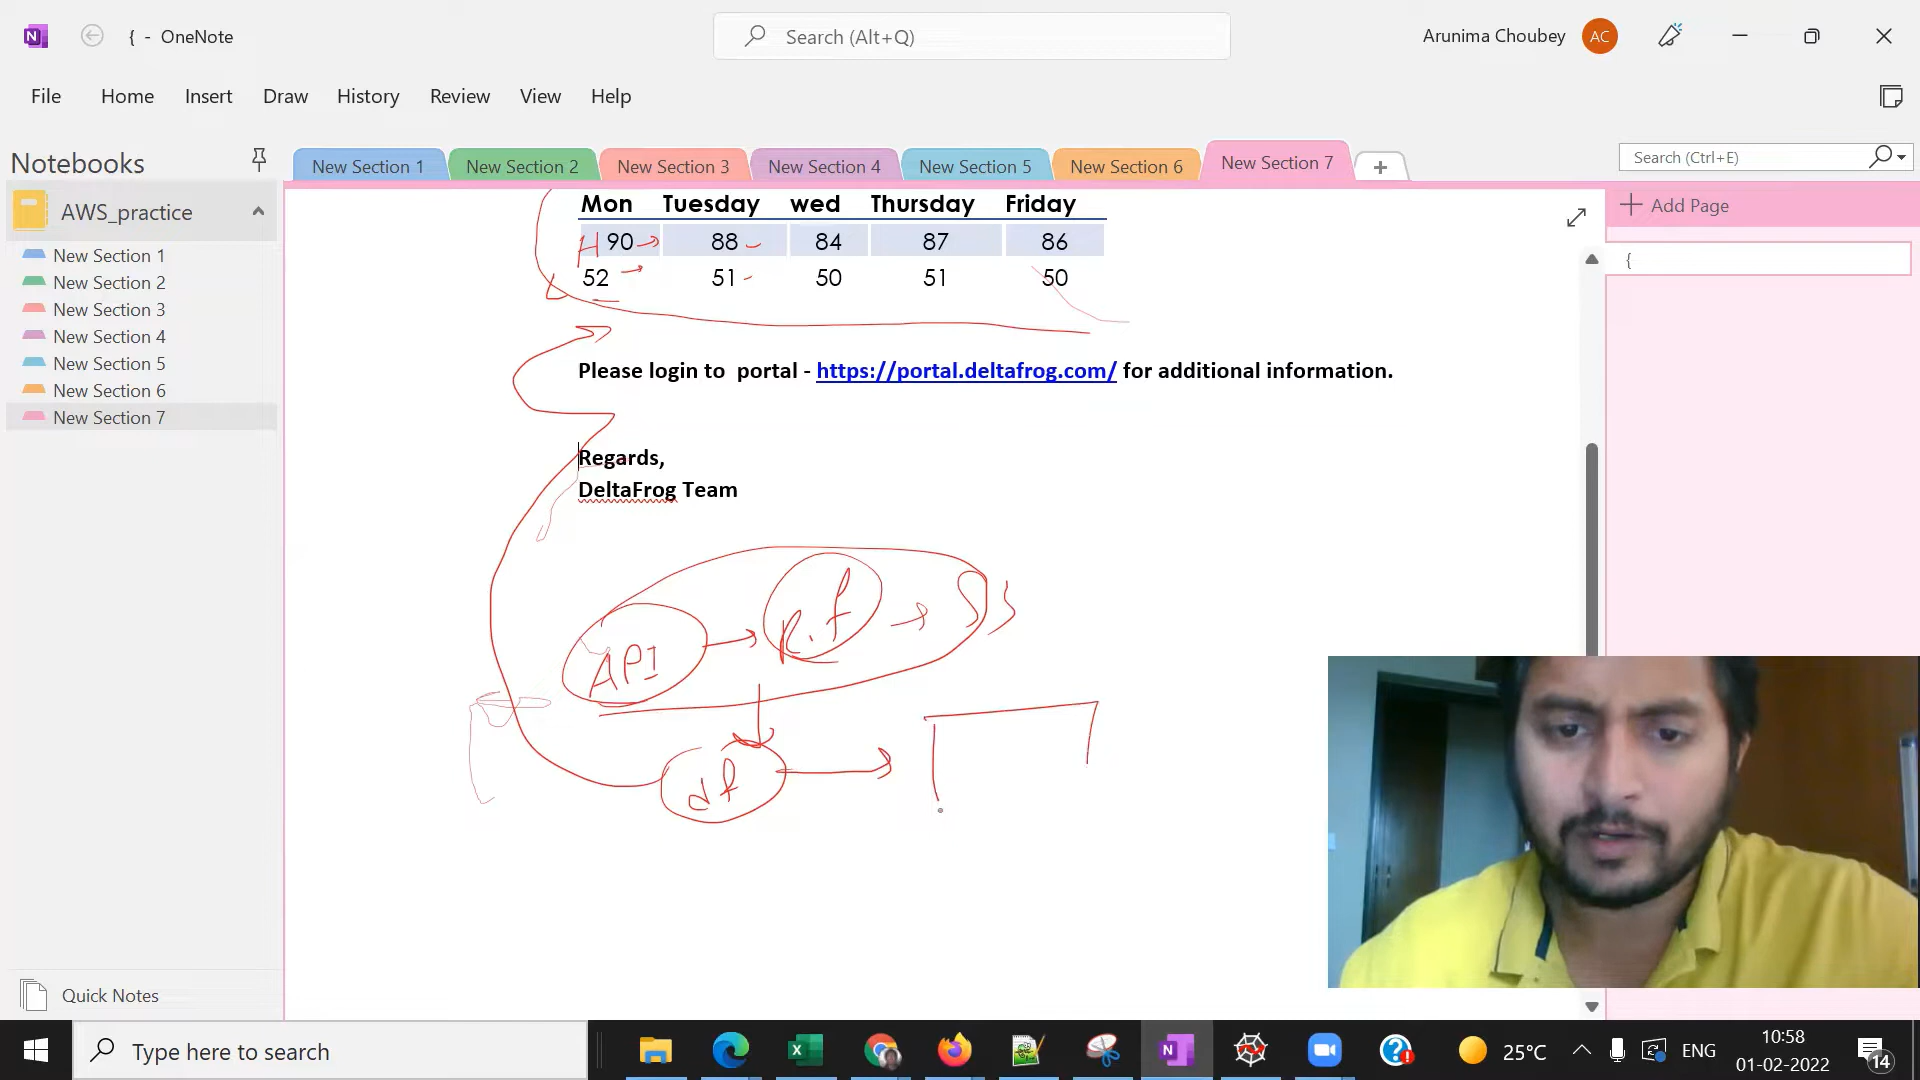 { - OneNote
Search (Alt+Q)
Arunima Choubey
AC
File Home Insert Draw History Review View Help
Notebooks
New Section 1
New Section 2
New Section 3
New Section 4
New Section 5
New Section 6
New Section 7
Search (Ctrl+E)
AWS_practice
New Section 1
New Section 2
New Section 3
New Section 4
New Section 5
New Section 6
New Section 7
Quick Notes
Add Page
{
Mon Tuesday wed Thursday Friday
H 90 88 84 87 86
L 52 51 50 51 50
Please login to portal - https://portal.deltafrog.com/ for additional information.
Regards,
DeltaFrog Team
API
R.f
S3
df
Type here to search
25°C
ENG
10:58
01-02-2022
14